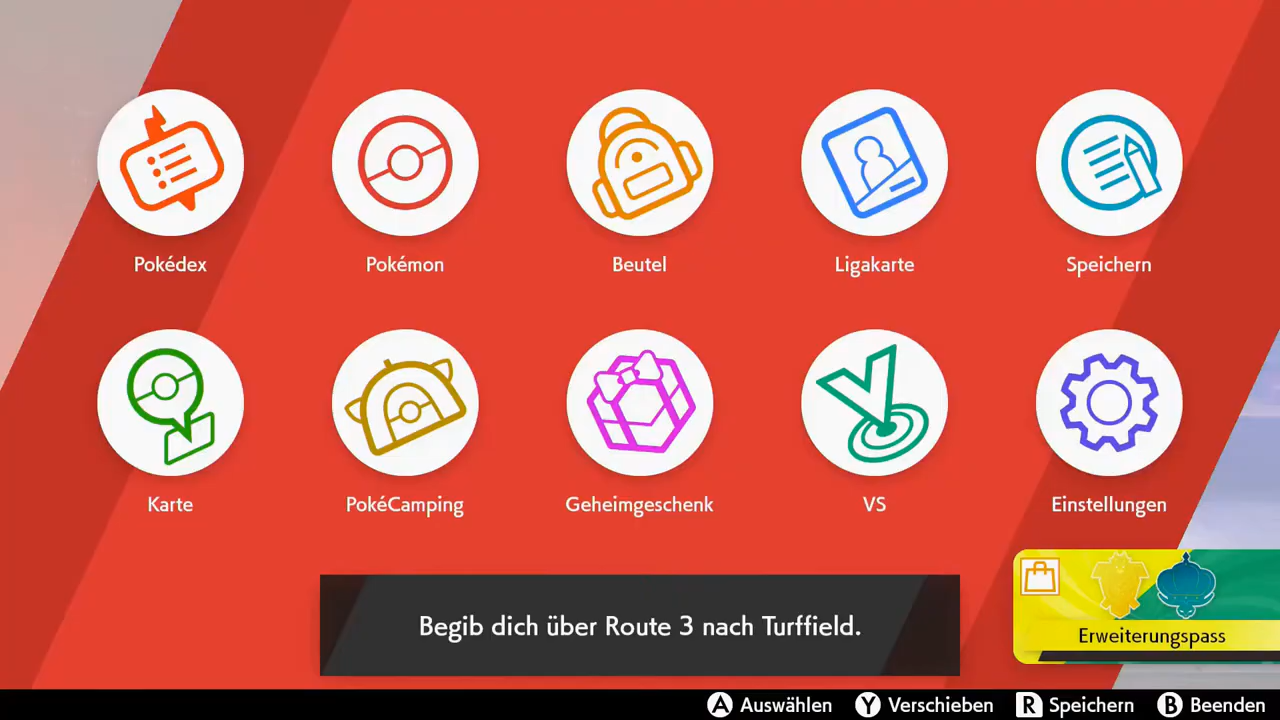 Pokédex
Pokémon
Beutel
Ligakarte
Speichern
Karte
PokéCamping
Geheimgeschenk
VS
Einstellungen
Begib dich über Route 3 nach Turffield.
Erweiterungspass
A Auswählen
Y Verschieben
R Speichern
B Beenden